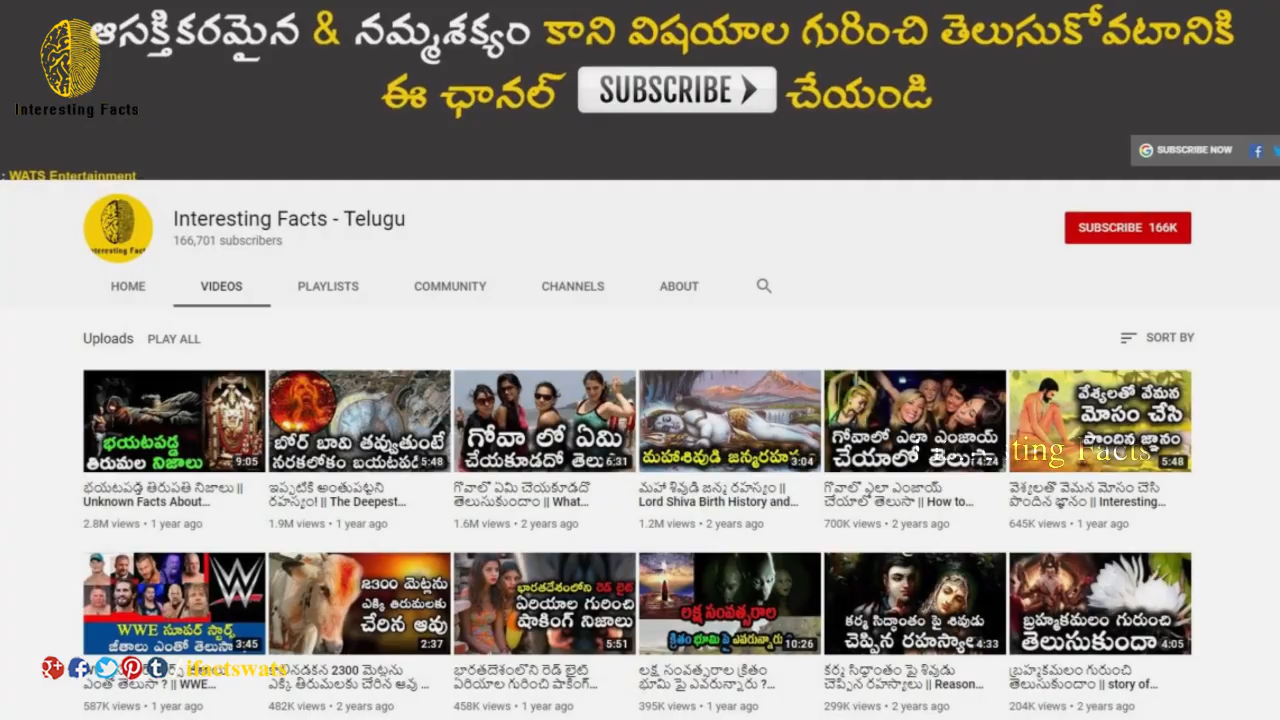 ఆసక్తికరమైన & నమ్మశక్యం కాని విషయాల గురించి తెలుసుకోవటానికి
ఈ ఛానల్ SUBSCRIBE చేయండి
Interesting Facts
SUBSCRIBE NOW
: WATS Entertainment
Interesting Facts - Telugu
166,701 subscribers
SUBSCRIBE 166K
HOME VIDEOS PLAYLISTS COMMUNITY CHANNELS ABOUT
Uploads PLAY ALL
SORT BY
భయటపడ్డ
తిరుమల నిజాలు 9:05
బోర్ బావి తవ్వుతుంటే
నరకలోకం 5:48
గోవా లో ఏమి
చేయకూడదో 6:31
మహాశివుడి 3:04
గోవాలో ఎలా ఎంజాయ్
చేయాలో తెలుసా 4:24
వేశ్యలతో వేమన
మోసం చేసి
పొందిన జ్ఞానం
5:48
భయటపడ్డ తిరుపతి నిజాలు ||
Unknown Facts About...
2.8M views • 1 year ago
ఇప్పటికి అంతుపట్టని
రహస్యం! || The Deepest...
1.9M views • 1 year ago
గోవాలో ఏమి చేయకూడదో
తెలుసుకుందాం || What...
1.6M views • 2 years ago
మహా శివుడి జన్మ రహస్యం ||
Lord Shiva Birth History and...
1.2M views • 2 years ago
గోవాలో ఎలా ఎంజాయ్
చేయాలో తెలుసా || How to...
700K views • 2 years ago
వేశ్యలతో వేమన మోసం చేసి
పొందిన జ్ఞానం || Interesting...
645K views • 1 year ago
WWE సూపర్ స్టార్స్
జీతాలు ఎంతో తెలుసా 3:45
2300 మెట్లను
ఎక్కి తిరుమలకు
చేరిన ఆవు
2:37
భారతదేశంలోని రెడ్ లైట్
ఏరియాల గురించి
షాకింగ్ నిజాలు
5:51
లక్ష సంవత్సరాల
క్రితం భూమి పై ఎవరున్నారు 10:26
కర్మ సిద్ధాంతం పై శివుడు
చెప్పిన 4:33
బ్రహ్మకమలం గురించి
4:05
ఎంతో తెలుసా ? || WWE...
587K views • 1 year ago
2300 మెట్లను
ఎక్కి తిరుమలకు చేరిన ఆవు ...
482K views • 2 years ago
భారతదేశంలోని రెడ్ లైట్
ఏరియాల గురించి షాకింగ్...
458K views • 1 year ago
లక్ష సంవత్సరాల క్రితం
భూమి పై ఎవరున్నారు ?...
395K views • 1 year ago
కర్మ సిధాంతం పై శివుడు
చెప్పిన రహస్యాలు || Reason...
299K views • 2 years ago
బ్రహ్మకమలం గురుంచి
తెలుసుకుందాం || story of...
204K views • 2 years ago
ifactswats